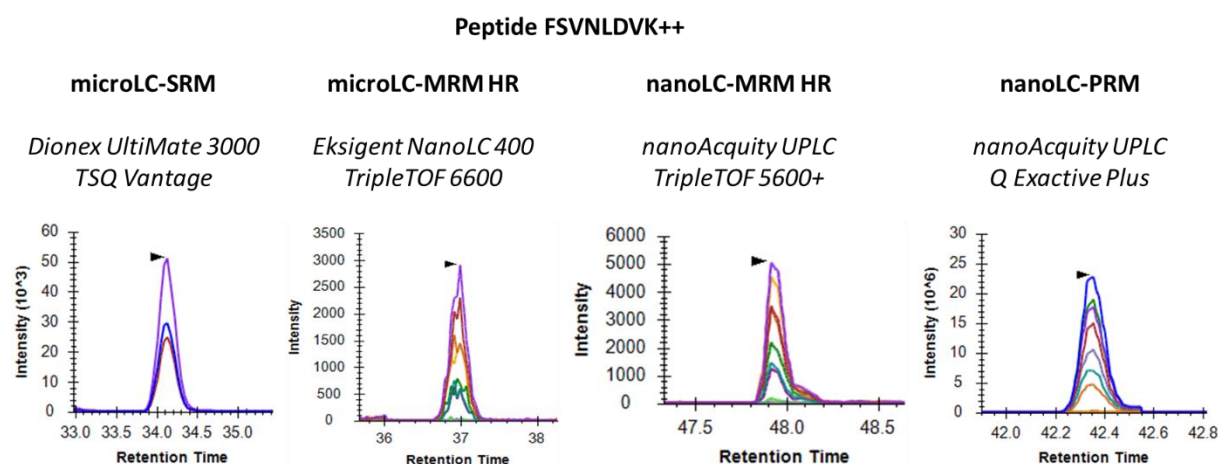 Peptide FSVNLDVK++
microLC-SRM
Dionex UltiMate 3000
TSQ Vantage
Intensity (10^3)
60
50
40
30
20
10
0
33.0 33.5 34.0 34.5 35.0
Retention Time
microLC-MRM HR
Eksigent NanoLC 400
TripleTOF 6600
Intensity
3500
3000
2500
2000
1500
1000
500
0
36 37 38
Retention Time
nanoLC-MRM HR
nanoAcquity UPLC
TripleTOF 5600+
Intensity
6000
5000
4000
3000
2000
1000
0
47.5 48.0 48.5
Retention Time
nanoLC-PRM
nanoAcquity UPLC
Q Exactive Plus
Intensity (10^6)
30
25
20
15
10
5
0
42.0 42.2 42.4 42.6 42.8
Retention Time